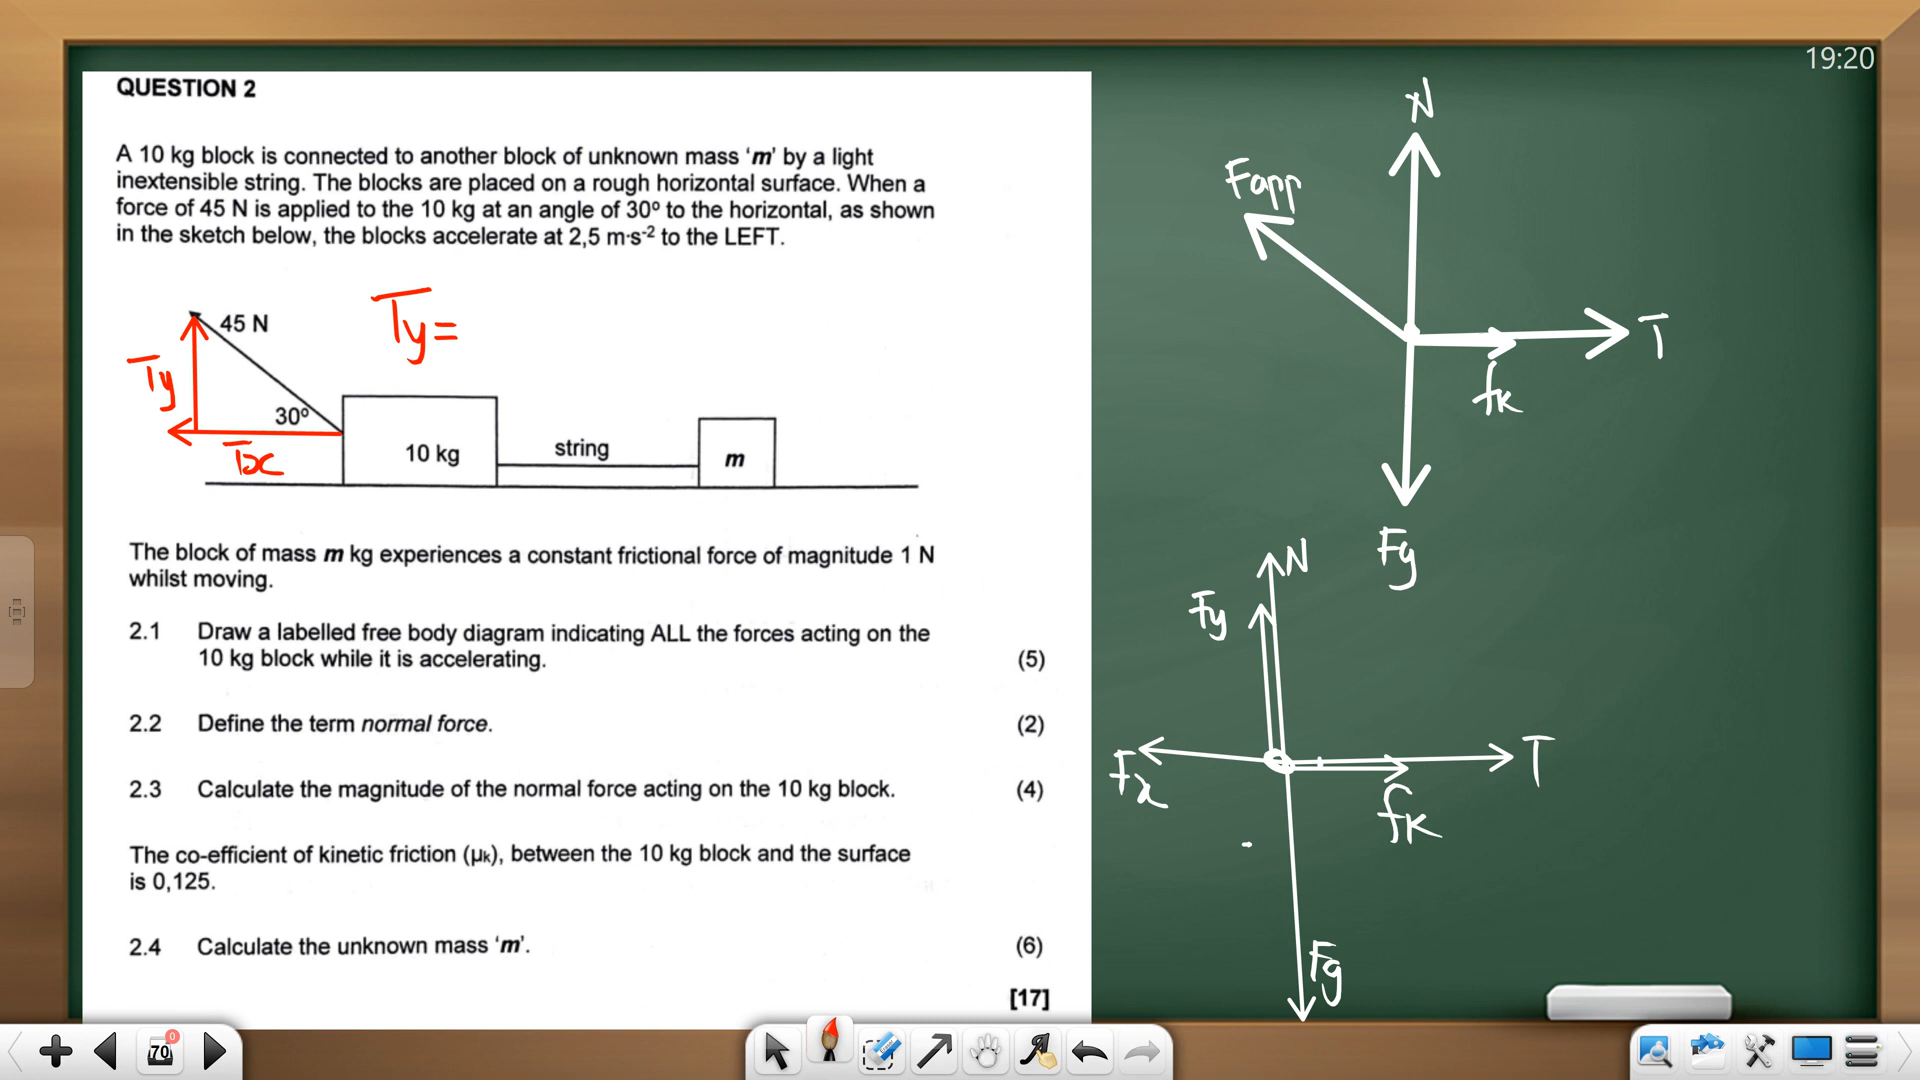 19:20
QUESTION 2
A 10 kg block is connected to another block of unknown mass ‘m’ by a light
inextensible string. The blocks are placed on a rough horizontal surface. When a
force of 45 N is applied to the 10 kg at an angle of 30º to the horizontal, as shown
in the sketch below, the blocks accelerate at 2,5 m·s⁻² to the LEFT.
45 N
Ty=
Ty
30º
Tx
10 kg
string
m
The block of mass m kg experiences a constant frictional force of magnitude 1 N
whilst moving.
2.1 Draw a labelled free body diagram indicating ALL the forces acting on the
10 kg block while it is accelerating. (5)
2.2 Define the term normal force. (2)
2.3 Calculate the magnitude of the normal force acting on the 10 kg block. (4)
The co-efficient of kinetic friction (µk), between the 10 kg block and the surface
is 0,125.
2.4 Calculate the unknown mass ‘m’. (6)
[17]
N
Fapp
T
fk
Fg
N
Fy
Fx
T
fk
Fg
70
0